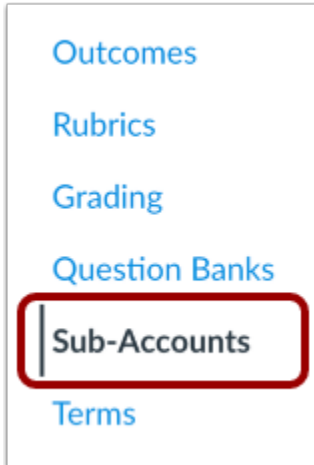 Outcomes
Rubrics
Grading
Question Banks
Sub-Accounts
Terms